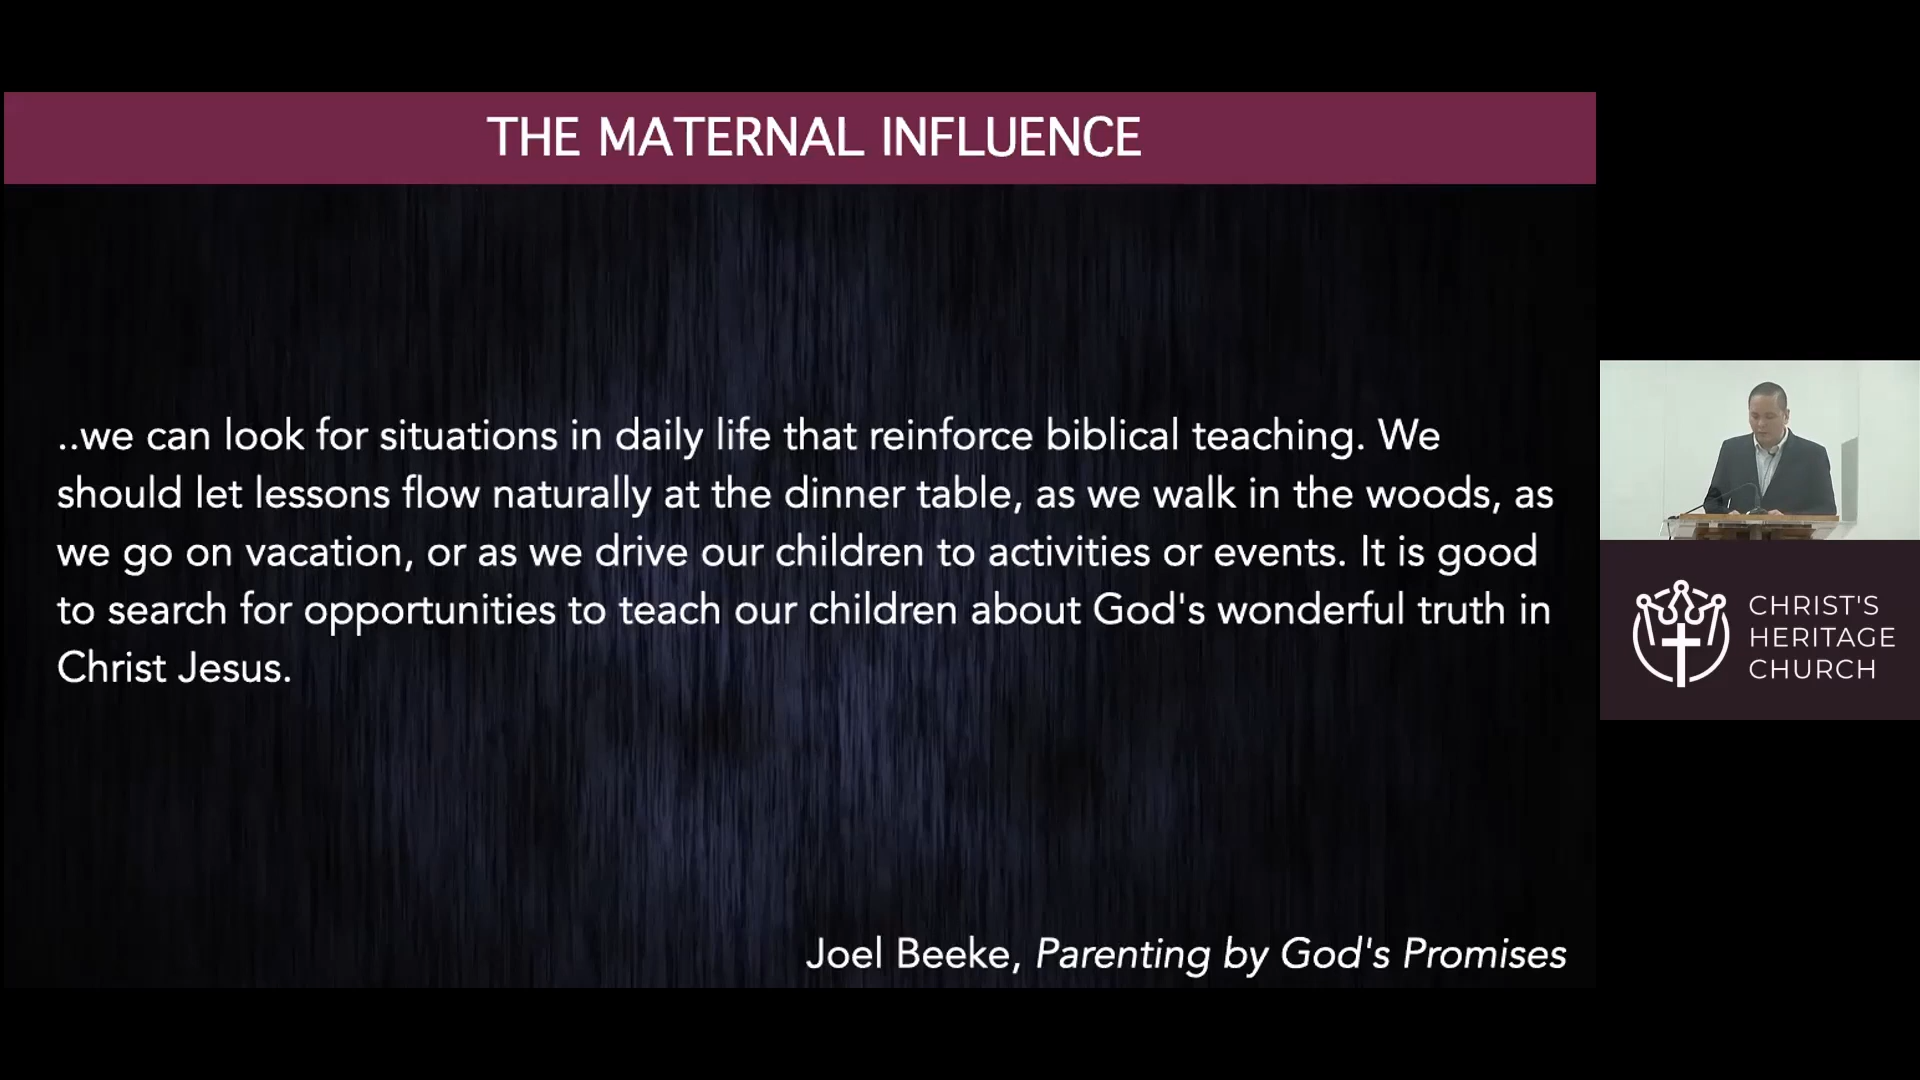 THE MATERNAL INFLUENCE
..we can look for situations in daily life that reinforce biblical teaching. We
should let lessons flow naturally at the dinner table, as we walk in the woods, as
we go on vacation, or as we drive our children to activities or events. It is good
to search for opportunities to teach our children about God's wonderful truth in
Christ Jesus.
Joel Beeke, Parenting by God's Promises
CHRIST'S
HERITAGE
CHURCH